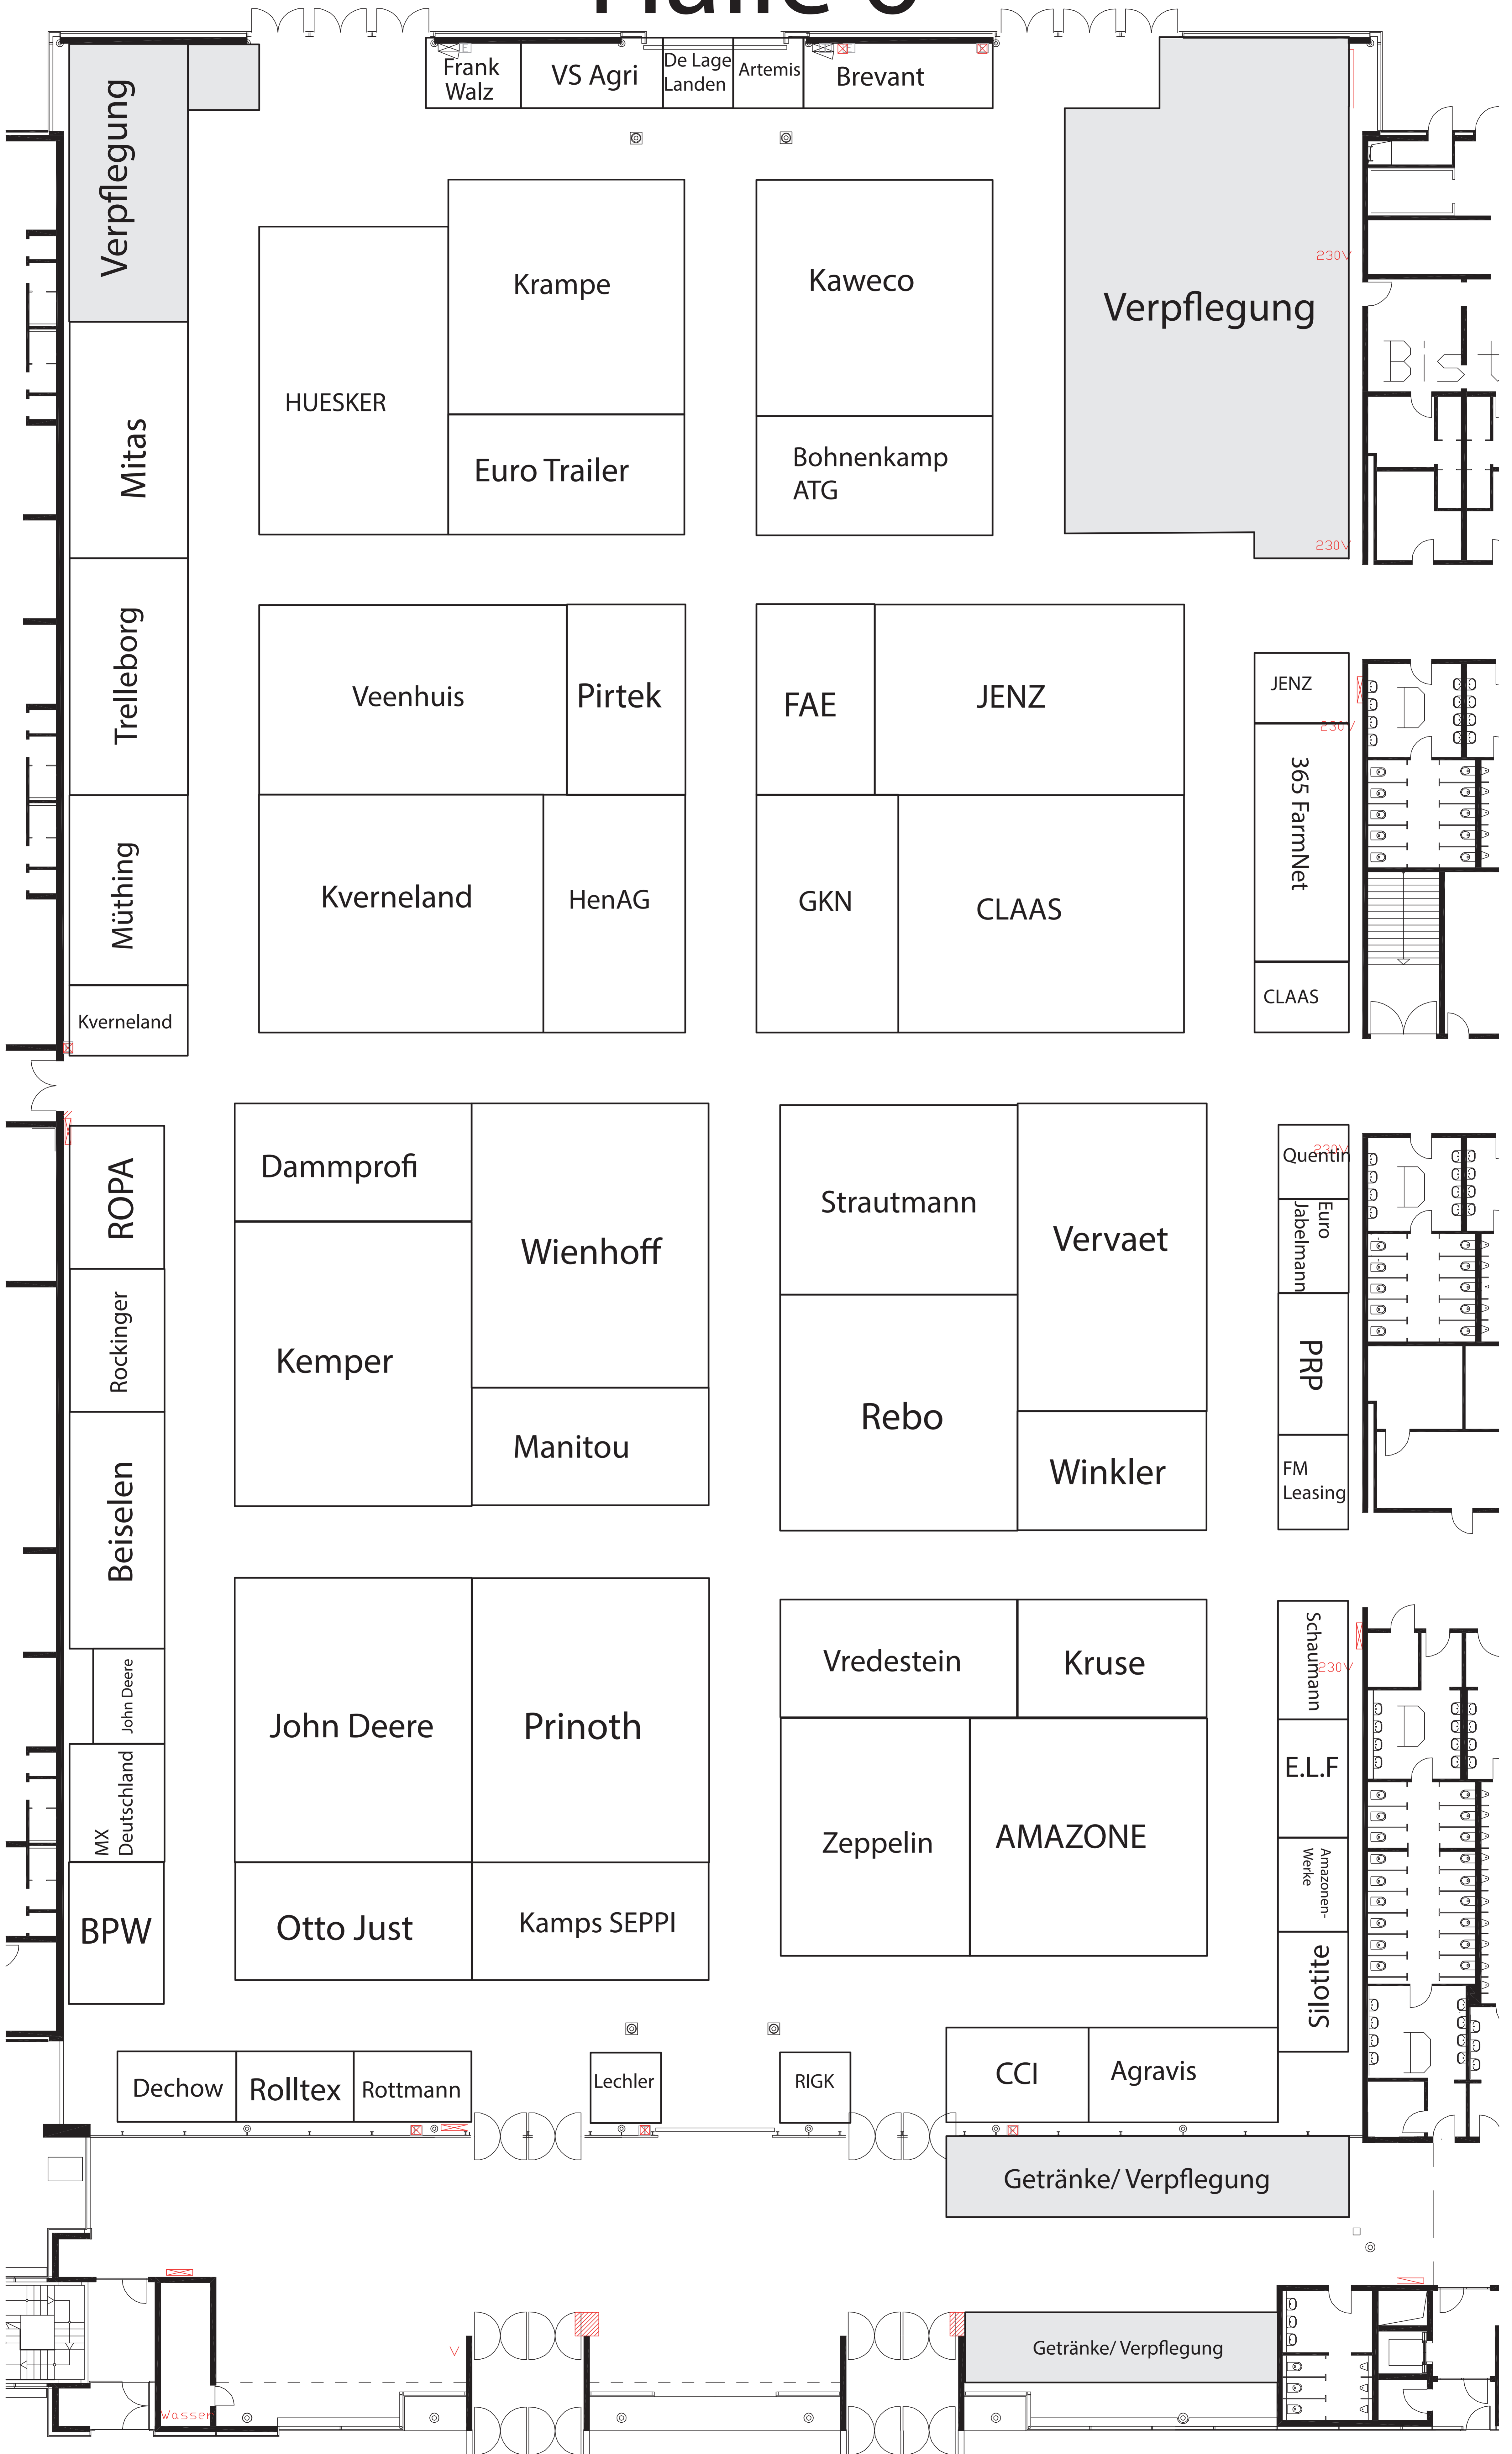 Halle 6
Frank
Walz
VS Agri
De Lage
Landen
Artemis
Brevant
Verpflegung
Krampe
Kaweco
230V
Verpflegung
Bist
HUESKER
Mitas
Euro Trailer
Bohnenkamp
ATG
230V
Trelleborg
Veenhuis
Pirtek
FAE
JENZ
JENZ
230V
365 FarmNet
Müthing
Kverneland
HenAG
GKN
CLAAS
CLAAS
Kverneland
ROPA
Dammprofi
Wienhoff
Strautmann
Vervaet
230V
Quentin
Euro
Jabelmann
Rockinger
Kemper
PRP
Rebo
Manitou
Winkler
FM
Leasing
Beiselen
Vredestein
Kruse
Schaumann
230V
John Deere
John Deere
Prinoth
E.L.F
MX
Deutschland
Zeppelin
AMAZONE
Amazonen-
Werke
BPW
Otto Just
Kamps SEPPI
Silotite
Dechow
Rolltex
Rottmann
Lechler
RIGK
CCI
Agravis
Getränke/ Verpflegung
Getränke/ Verpflegung
V
Wasser